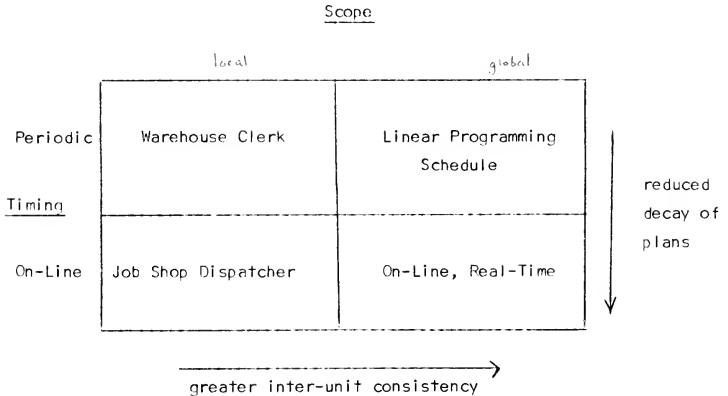 Scope
local global
Periodic Warehouse Clerk Linear Programming
Schedule
reduced
Timing
decay of
plans
On-Line Job Shop Dispatcher On-Line, Real-Time
greater inter-unit consistency